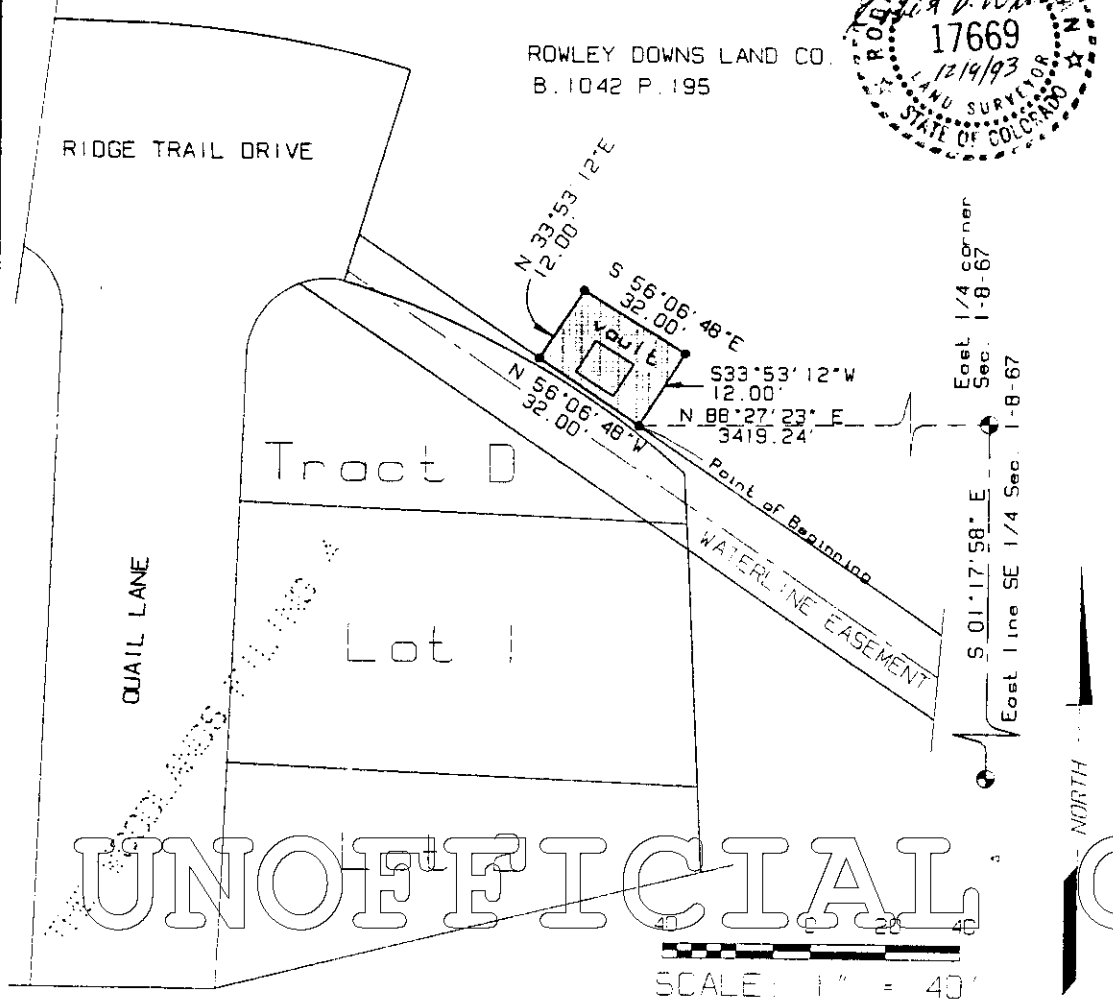 ROWLEY DOWNS LAND CO.
B.1042 P.195
17669
12/9/93
LAND SURVEYOR
STATE OF COLORADO
RIDGE TRAIL DRIVE
N 33°53'12"E
12.00'
S 56°06'48"E
32.00'
vault
S33°53'12"W
12.00'
N 56°06'48"W
32.00'
N 88°27'23" E
3419.24'
East 1/4 corner
Sec. 1-8-67
Point of Beginning
Tract D
WATERLINE EASEMENT
S 01°17'58" E
East line SE 1/4 Sec. 1-8-67
QUAIL LANE
Lot 1
Lot 2
NORTH
UNOFFICIAL
40 0 20 40
SCALE: 1" = 40'